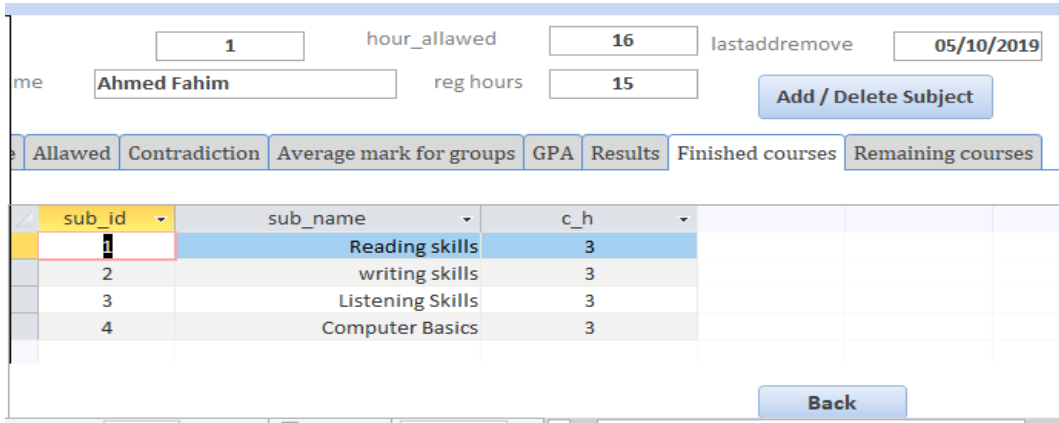 1 hour_allawed 16 lastaddremove 05/10/2019
me Ahmed Fahim reg hours 15 Add / Delete Subject
e Allawed Contradiction Average mark for groups GPA Results Finished courses Remaining courses
sub_id sub_name c_h
1 Reading skills 3
2 writing skills 3
3 Listening Skills 3
4 Computer Basics 3
Back